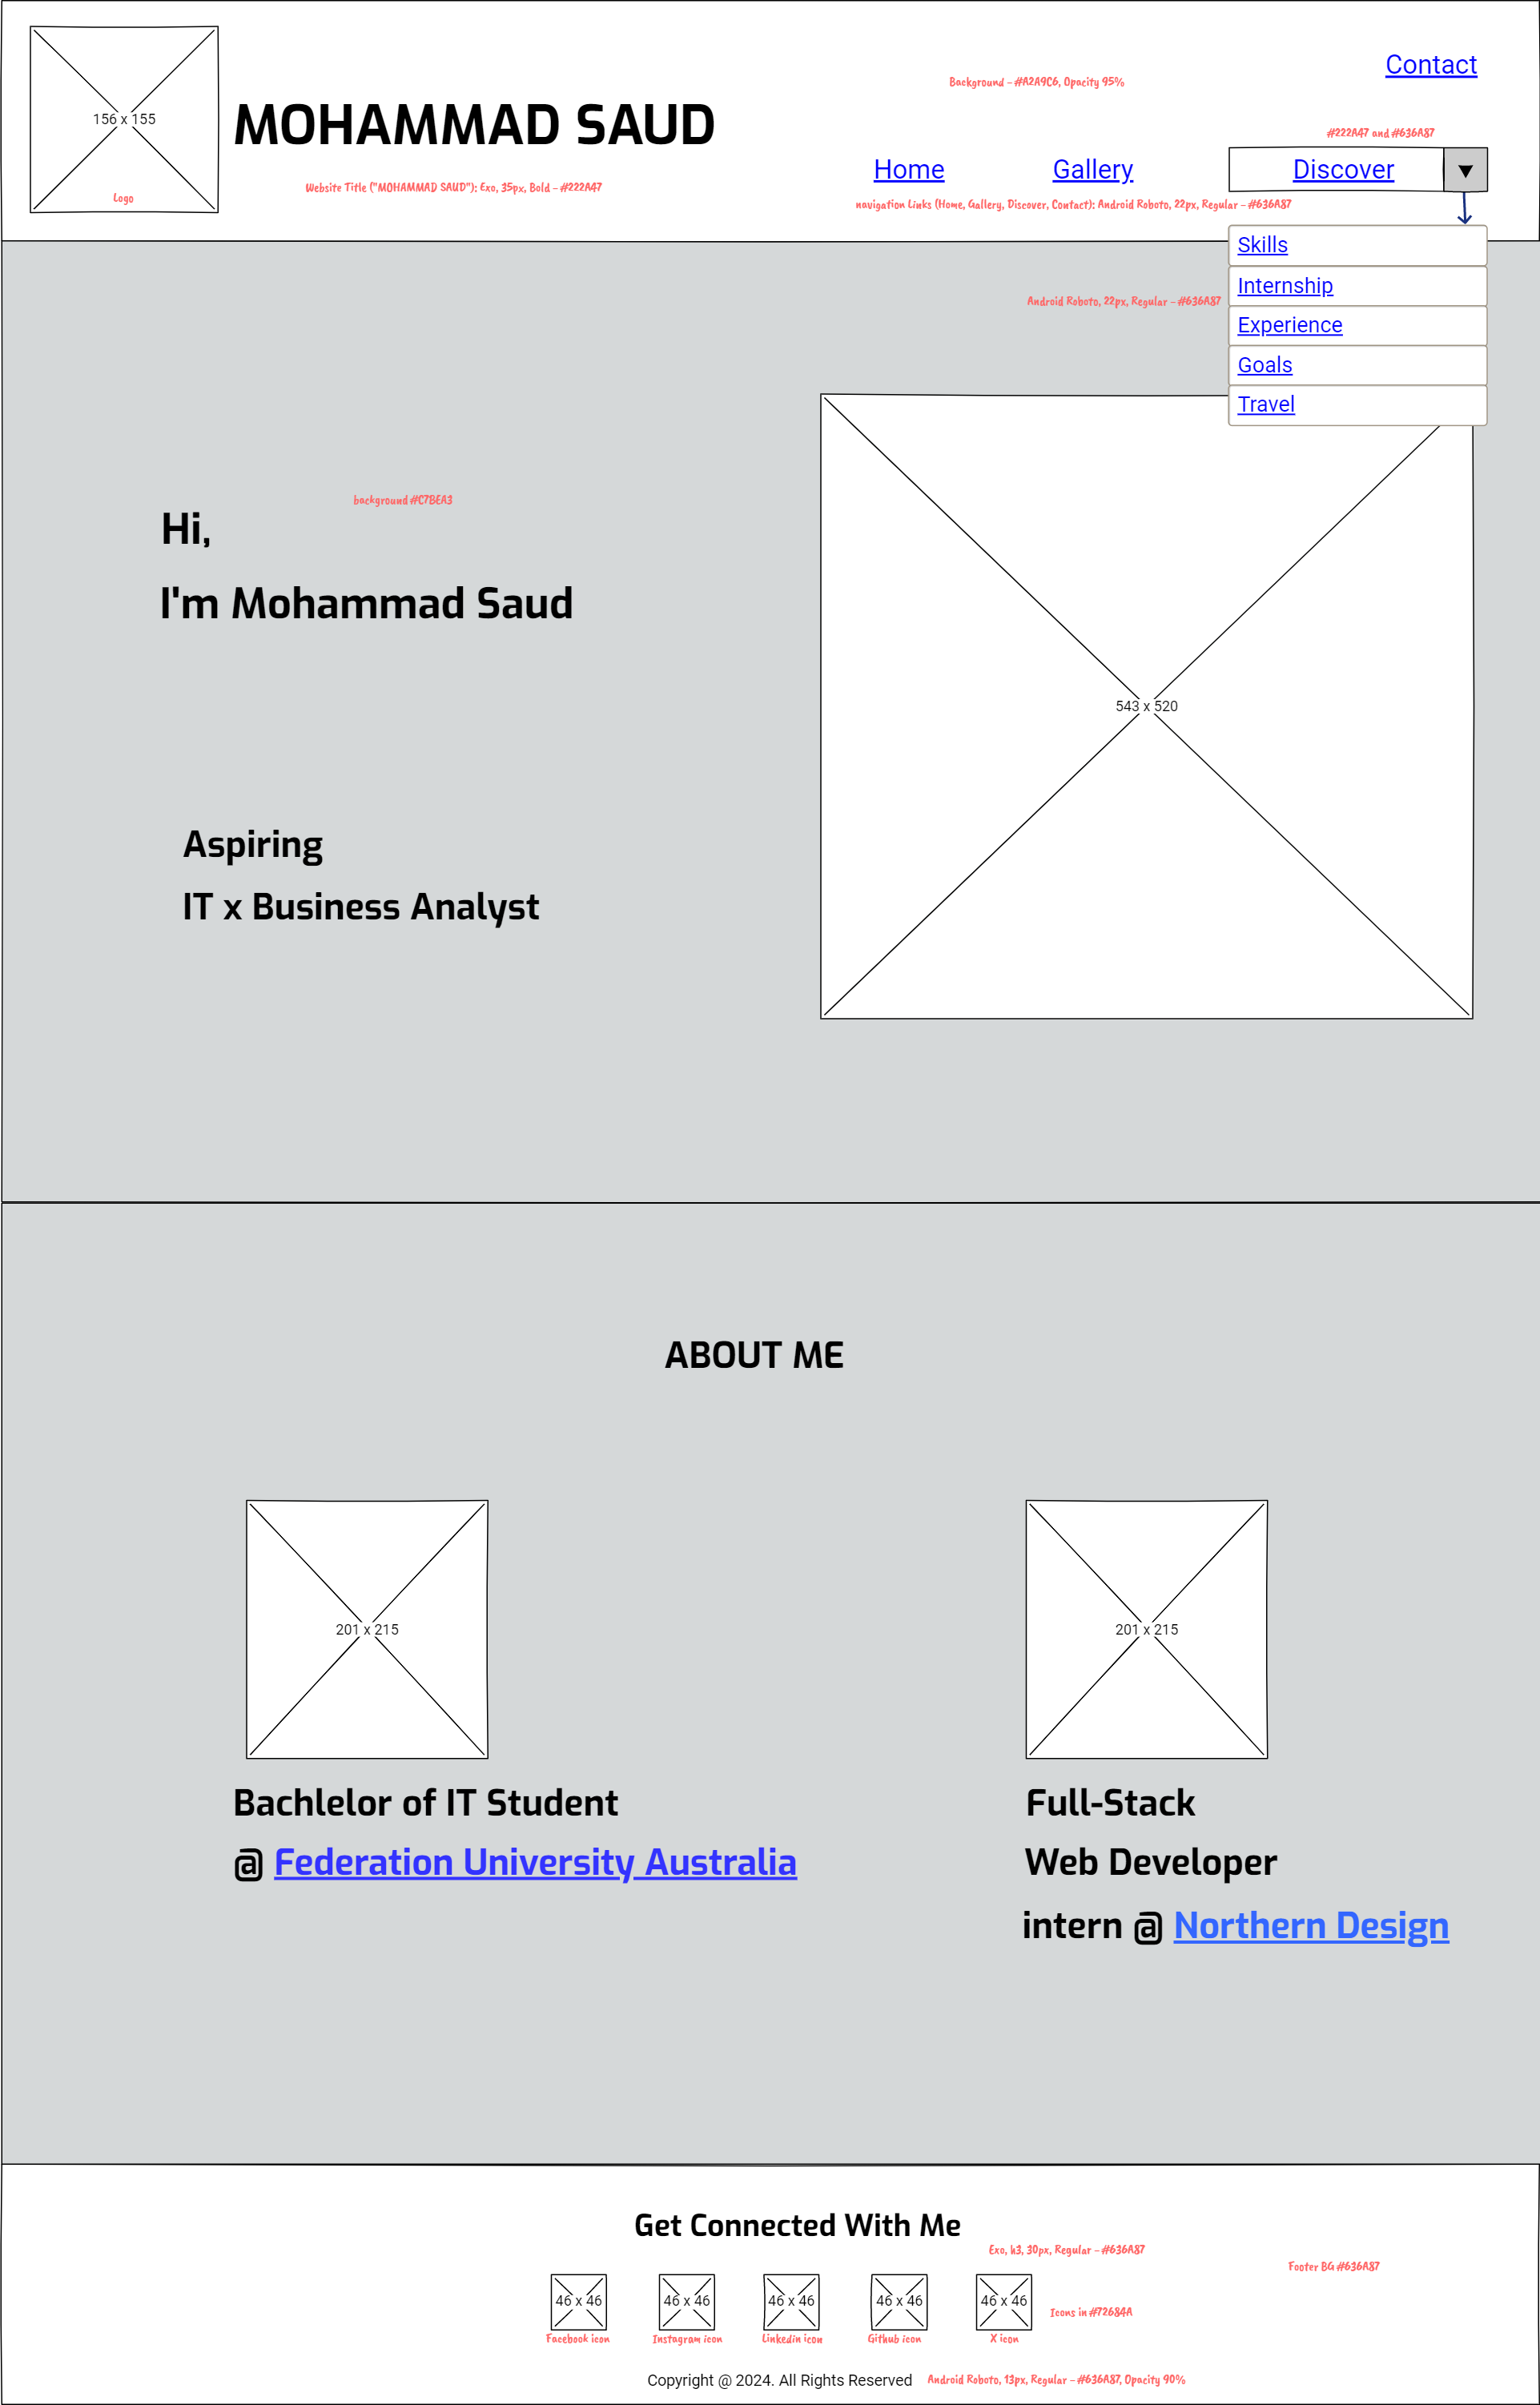 Contact
Background - #A2A9C6, Opacity 95%
156 x 155
MOHAMMAD SAUD
#222A47 and #636A87
Home
Gallery
Discover
Website Title ("MOHAMMAD SAUD"): Exo, 35px, Bold - #222A47
Logo
navigation Links (Home, Gallery, Discover, Contact): Android Roboto, 22px, Regular - #636A87
Skills
Internship
Android Roboto, 22px, Regular - #636A87
Experience
Goals
Travel
background #C7BEA3
Hi,
I'm Mohammad Saud
543 x 520
Aspiring
IT x Business Analyst
ABOUT ME
201 x 215
201 x 215
Bachlelor of IT Student
@ Federation University Australia
Full-Stack
Web Developer
intern @ Northern Design
Get Connected With Me
Exo, h3, 30px, Regular - #636A87
Footer BG #636A87
46 x 46
46 x 46
46 x 46
46 x 46
46 x 46
Icons in #72684A
Facebook icon
Instagram icon
Linkedin icon
Github icon
X icon
Copyright @ 2024. All Rights Reserved
Android Roboto, 13px, Regular - #636A87, Opacity 90%